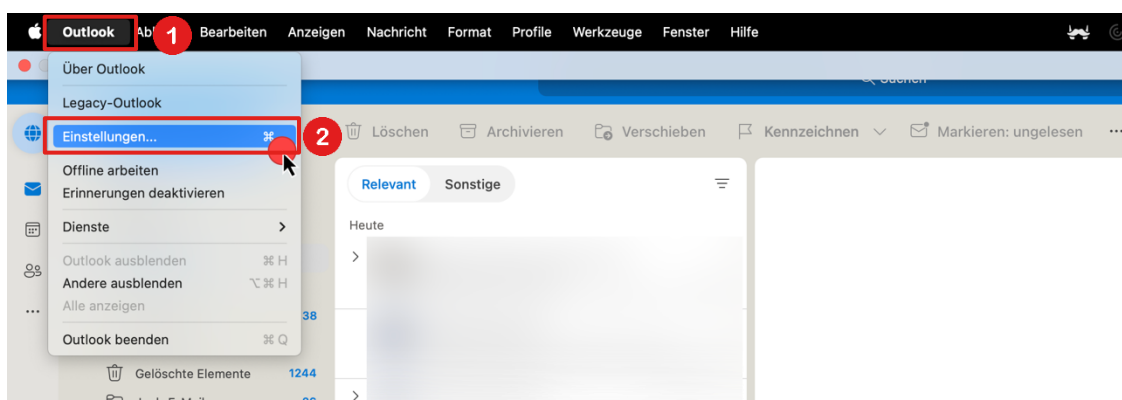 Outlook Bearbeiten Anzeigen Nachricht Format Profile Werkzeuge Fenster Hilfe
1
Über Outlook
Legacy-Outlook
Einstellungen... ⌘
2
Löschen Archivieren Verschieben Kennzeichnen Markieren: ungelesen ...
Offline arbeiten
Erinnerungen deaktivieren
Relevant Sonstige
Dienste
Heute
Outlook ausblenden ⌘ H
Andere ausblenden ⌥ ⌘ H
Alle anzeigen
38
Outlook beenden ⌘ Q
Gelöschte Elemente 1244